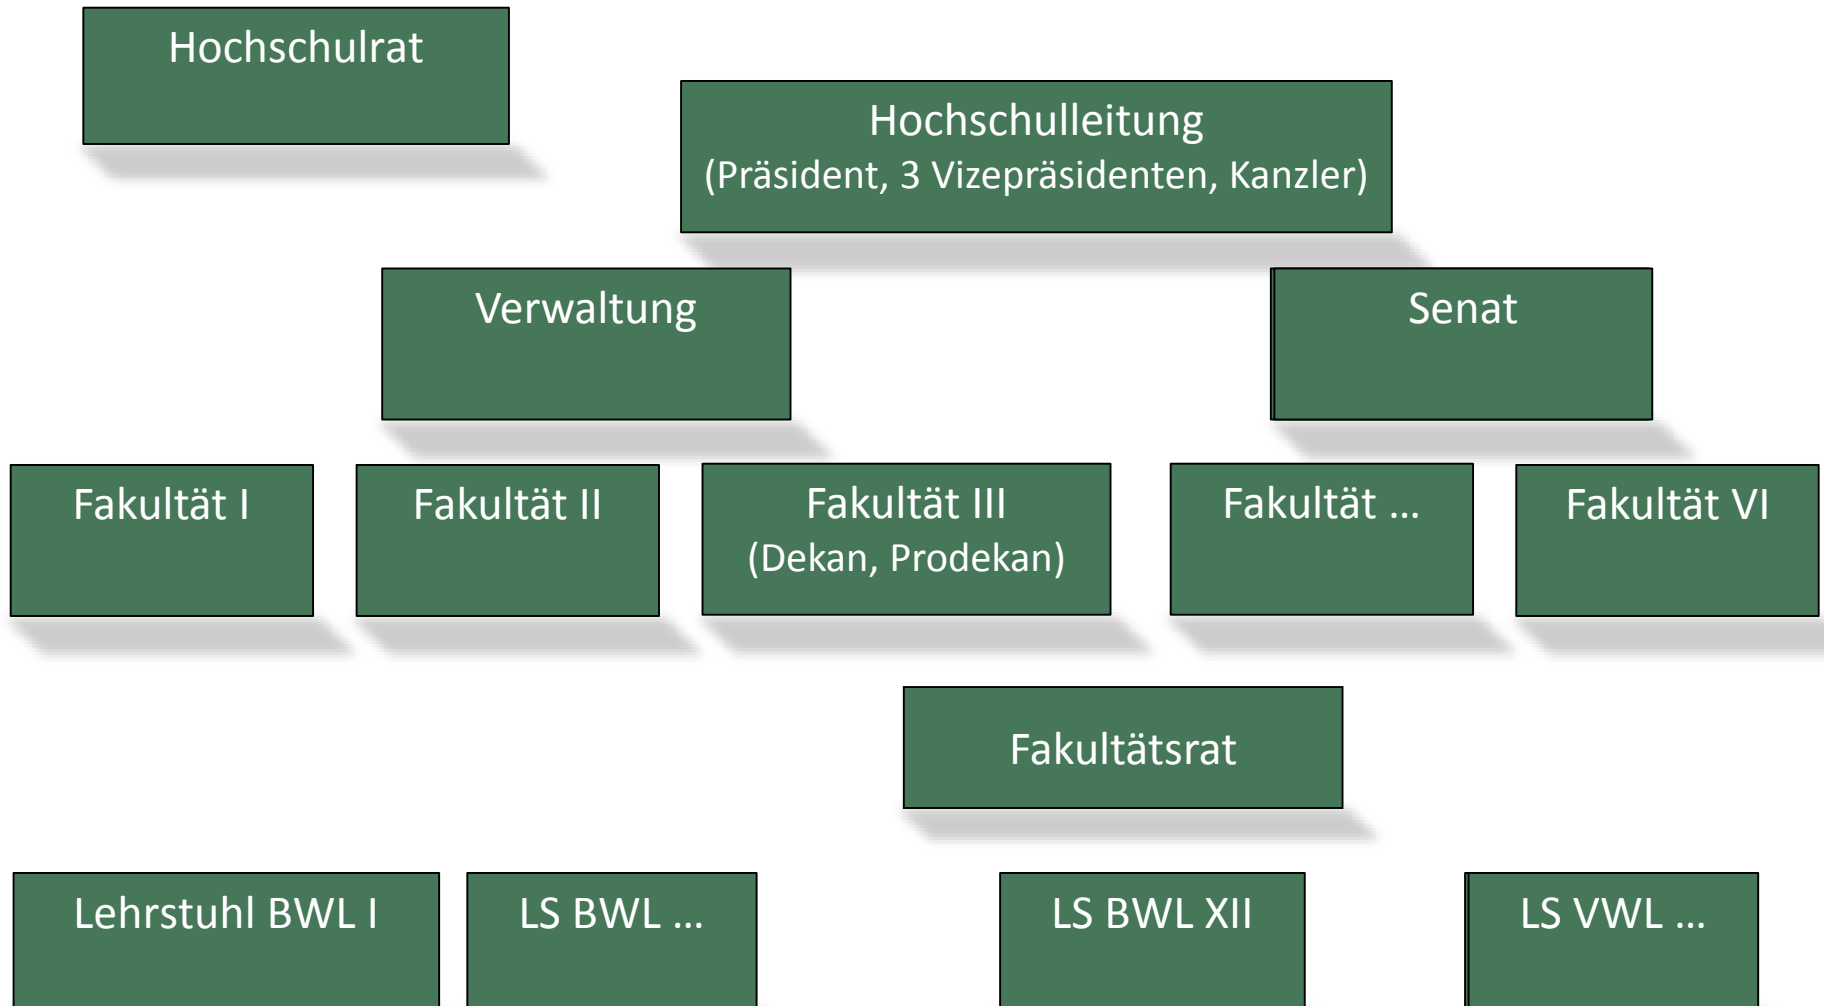 Hochschulrat
Hochschulleitung
(Präsident, 3 Vizepräsidenten, Kanzler)
Verwaltung
Senat
Fakultät I
Fakultät II
Fakultät III
(Dekan, Prodekan)
Fakultät ...
Fakultät VI
Fakultätsrat
Lehrstuhl BWL I
LS BWL ...
LS BWL XII
LS VWL ...